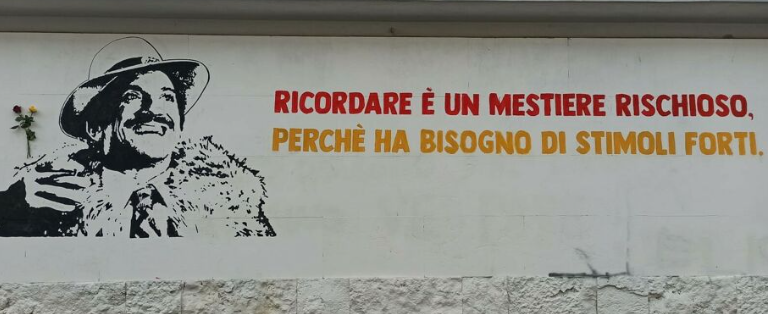 RICORDARE È UN MESTIERE RISCHIOSO,
PERCHÈ HA BISOGNO DI STIMOLI FORTI.